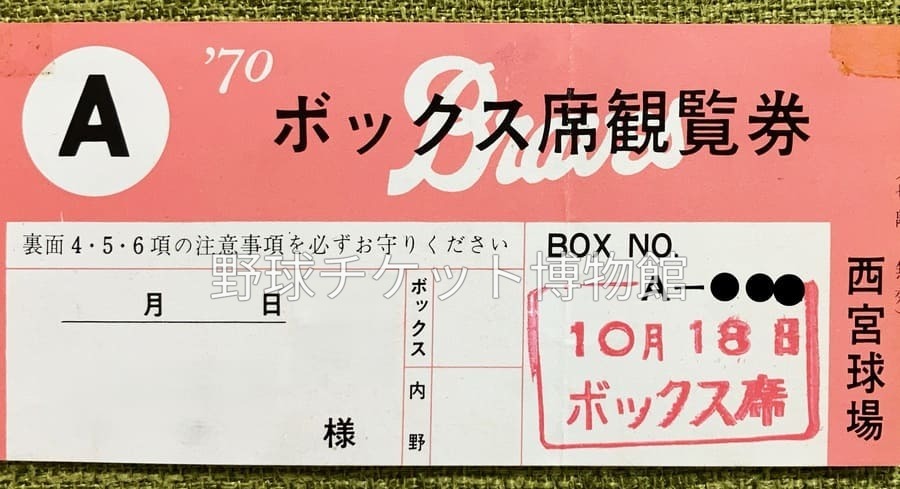 A
'70
Braves
ボックス席観覧券
裏面4・5・6項の注意事項を必ずお守りください
月 日
様
ボックス
内野
BOX NO.
A-
10月18日
ボックス席
西宮球場
野球チケット博物館